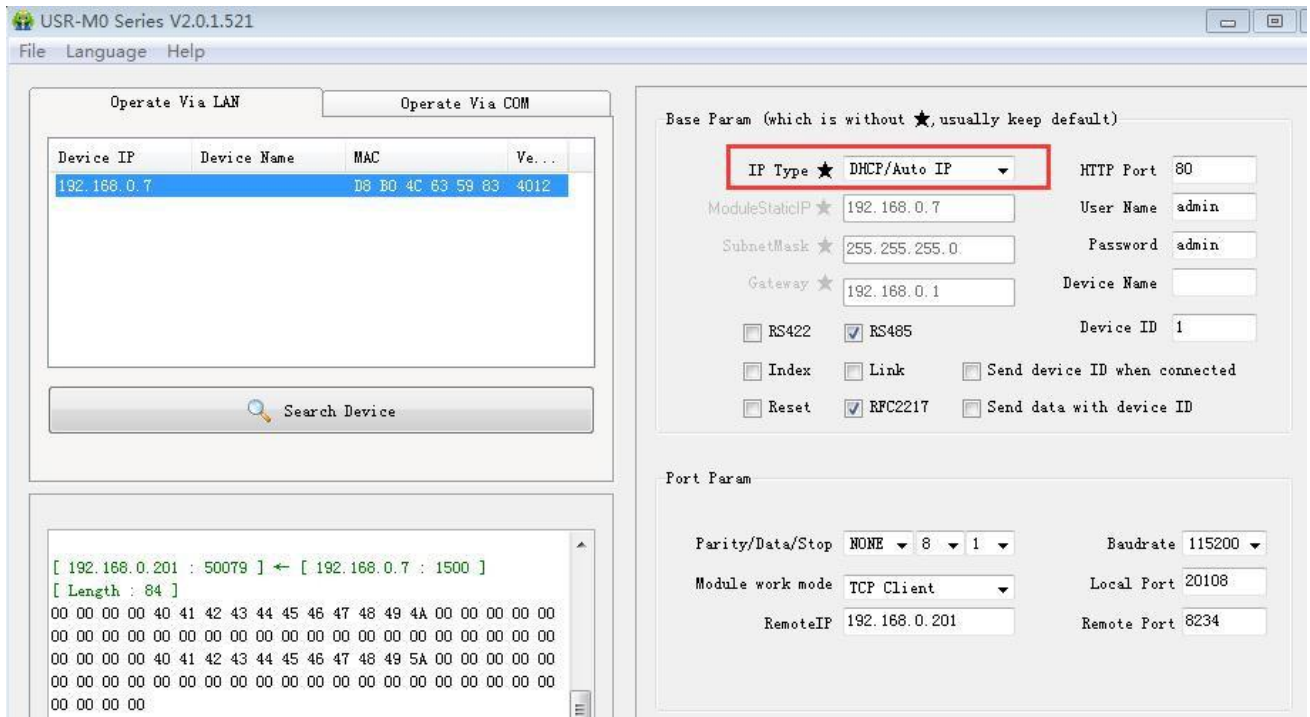 USR-M0 Series V2.0.1.521
File Language Help
Operate Via LAN Operate Via COM
Device IP Device Name MAC Ve...
192.168.0.7 D8 B0 4C 63 59 83 4012
Search Device
[ 192.168.0.201 : 50079 ] ← [ 192.168.0.7 : 1500 ]
[ Length : 84 ]
00 00 00 00 40 41 42 43 44 45 46 47 48 49 4A 00 00 00 00 00
00 00 00 00 00 00 00 00 00 00 00 00 00 00 00 00 00 00 00 00
00 00 00 00 40 41 42 43 44 45 46 47 48 49 5A 00 00 00 00 00
00 00 00 00 00 00 00 00 00 00 00 00 00 00 00 00 00 00 00 00
00 00 00 00
Base Param (which is without ★,usually keep default)
IP Type ★ DHCP/Auto IP HTTP Port 80
ModuleStaticIP ★ 192.168.0.7 User Name admin
SubnetMask ★ 255.255.255.0 Password admin
Gateway ★ 192.168.0.1 Device Name
RS422 RS485 Device ID 1
Index Link Send device ID when connected
Reset RFC2217 Send data with device ID
Port Param
Parity/Data/Stop NONE 8 1 Baudrate 115200
Module work mode TCP Client Local Port 20108
RemoteIP 192.168.0.201 Remote Port 8234